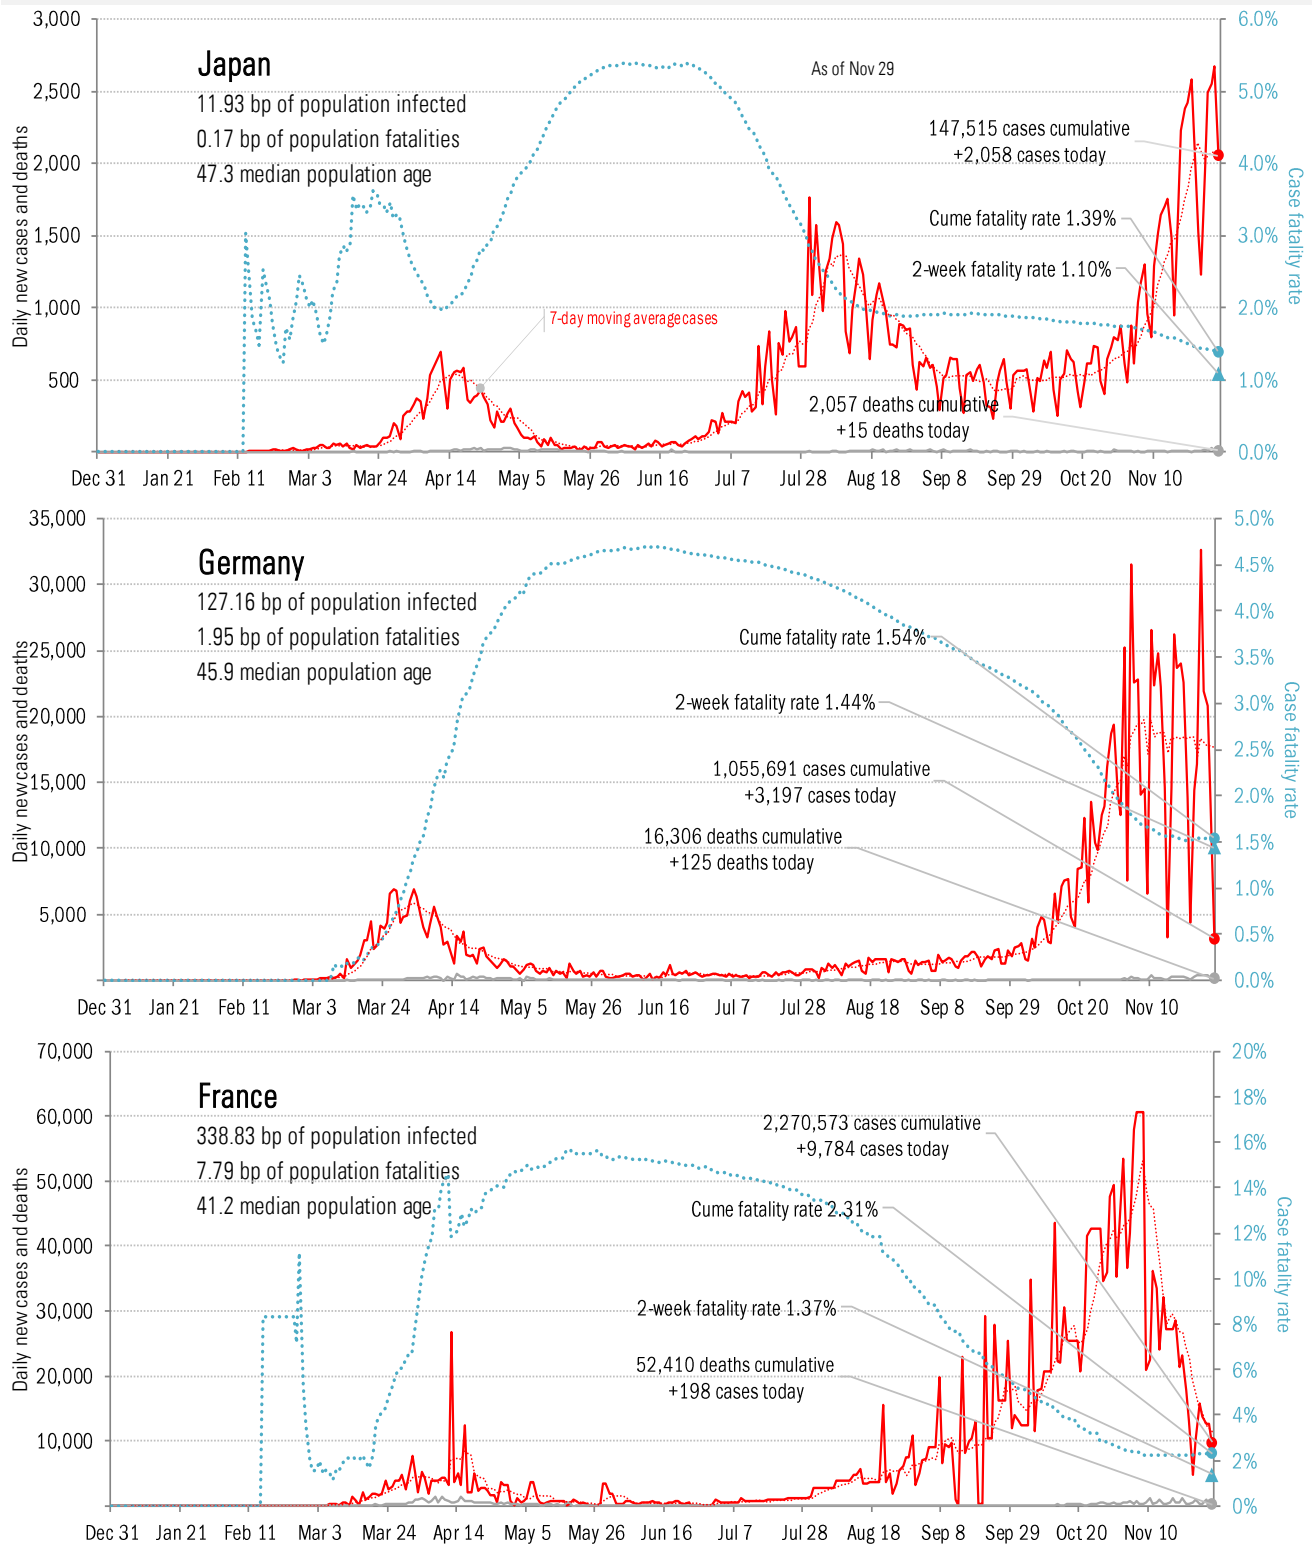 3,000
6.0%
Japan
As of Nov 29
11.93 bp of population infected
2,500
5.0%
0.17 bp of population fatalities
147,515 cases cumulative
+2,058 cases today
47.3 median population age
2,000
4.0%
Daily new cases and deaths
Case fatality rate
Cume fatality rate 1.39%
1,500
3.0%
2-week fatality rate 1.10%
1,000
2.0%
7-day moving average cases
500
1.0%
2,057 deaths cumulative
+15 deaths today
0.0%
Dec 31 Jan 21 Feb 11 Mar 3 Mar 24 Apr 14 May 5 May 26 Jun 16 Jul 7 Jul 28 Aug 18 Sep 8 Sep 29 Oct 20 Nov 10
35,000
5.0%
Germany
4.5%
30,000
127.16 bp of population infected
4.0%
1.95 bp of population fatalities
Cume fatality rate 1.54%
25,000
3.5%
45.9 median population age
Daily new cases and deaths
Case fatality rate
2-week fatality rate 1.44%
3.0%
20,000
2.5%
1,055,691 cases cumulative
+3,197 cases today
15,000
2.0%
16,306 deaths cumulative
+125 deaths today
10,000
1.5%
1.0%
5,000
0.5%
0.0%
Dec 31 Jan 21 Feb 11 Mar 3 Mar 24 Apr 14 May 5 May 26 Jun 16 Jul 7 Jul 28 Aug 18 Sep 8 Sep 29 Oct 20 Nov 10
70,000
20%
France
18%
60,000
2,270,573 cases cumulative
+9,784 cases today
338.83 bp of population infected
16%
7.79 bp of population fatalities
50,000
14%
41.2 median population age
Cume fatality rate 2.31%
Daily new cases and deaths
Case fatality rate
12%
40,000
10%
30,000
2-week fatality rate 1.37%
8%
52,410 deaths cumulative
+198 cases today
6%
20,000
4%
10,000
2%
0%
Dec 31 Jan 21 Feb 11 Mar 3 Mar 24 Apr 14 May 5 May 26 Jun 16 Jul 7 Jul 28 Aug 18 Sep 8 Sep 29 Oct 20 Nov 10